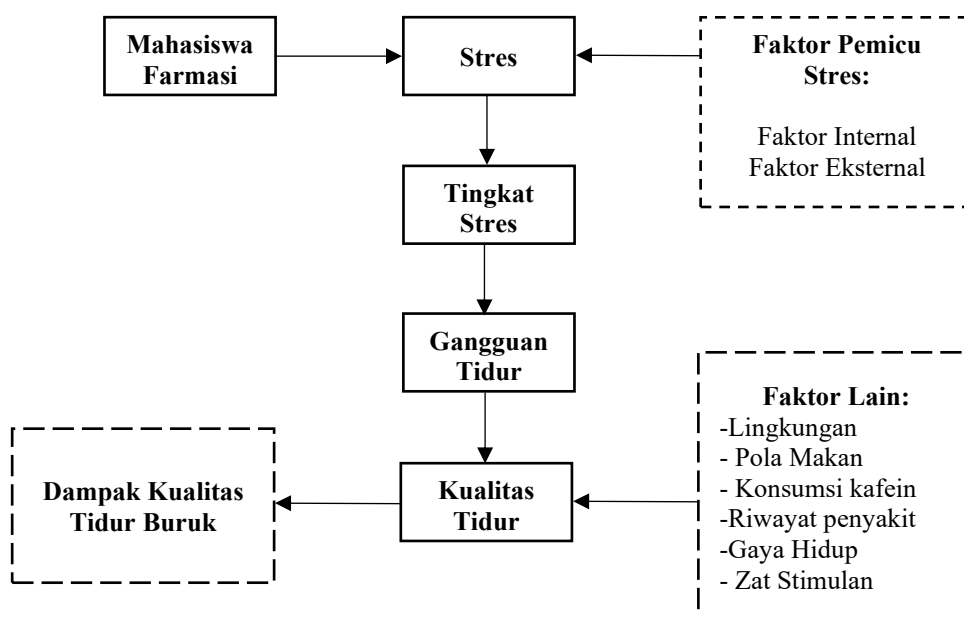 Mahasiswa
Farmasi
Stres
Faktor Pemicu
Stres:
Faktor Internal
Faktor Eksternal
Tingkat
Stres
Gangguan
Tidur
Faktor Lain:
-Lingkungan
- Pola Makan
- Konsumsi kafein
-Riwayat penyakit
-Gaya Hidup
- Zat Stimulan
Kualitas
Tidur
Dampak Kualitas
Tidur Buruk